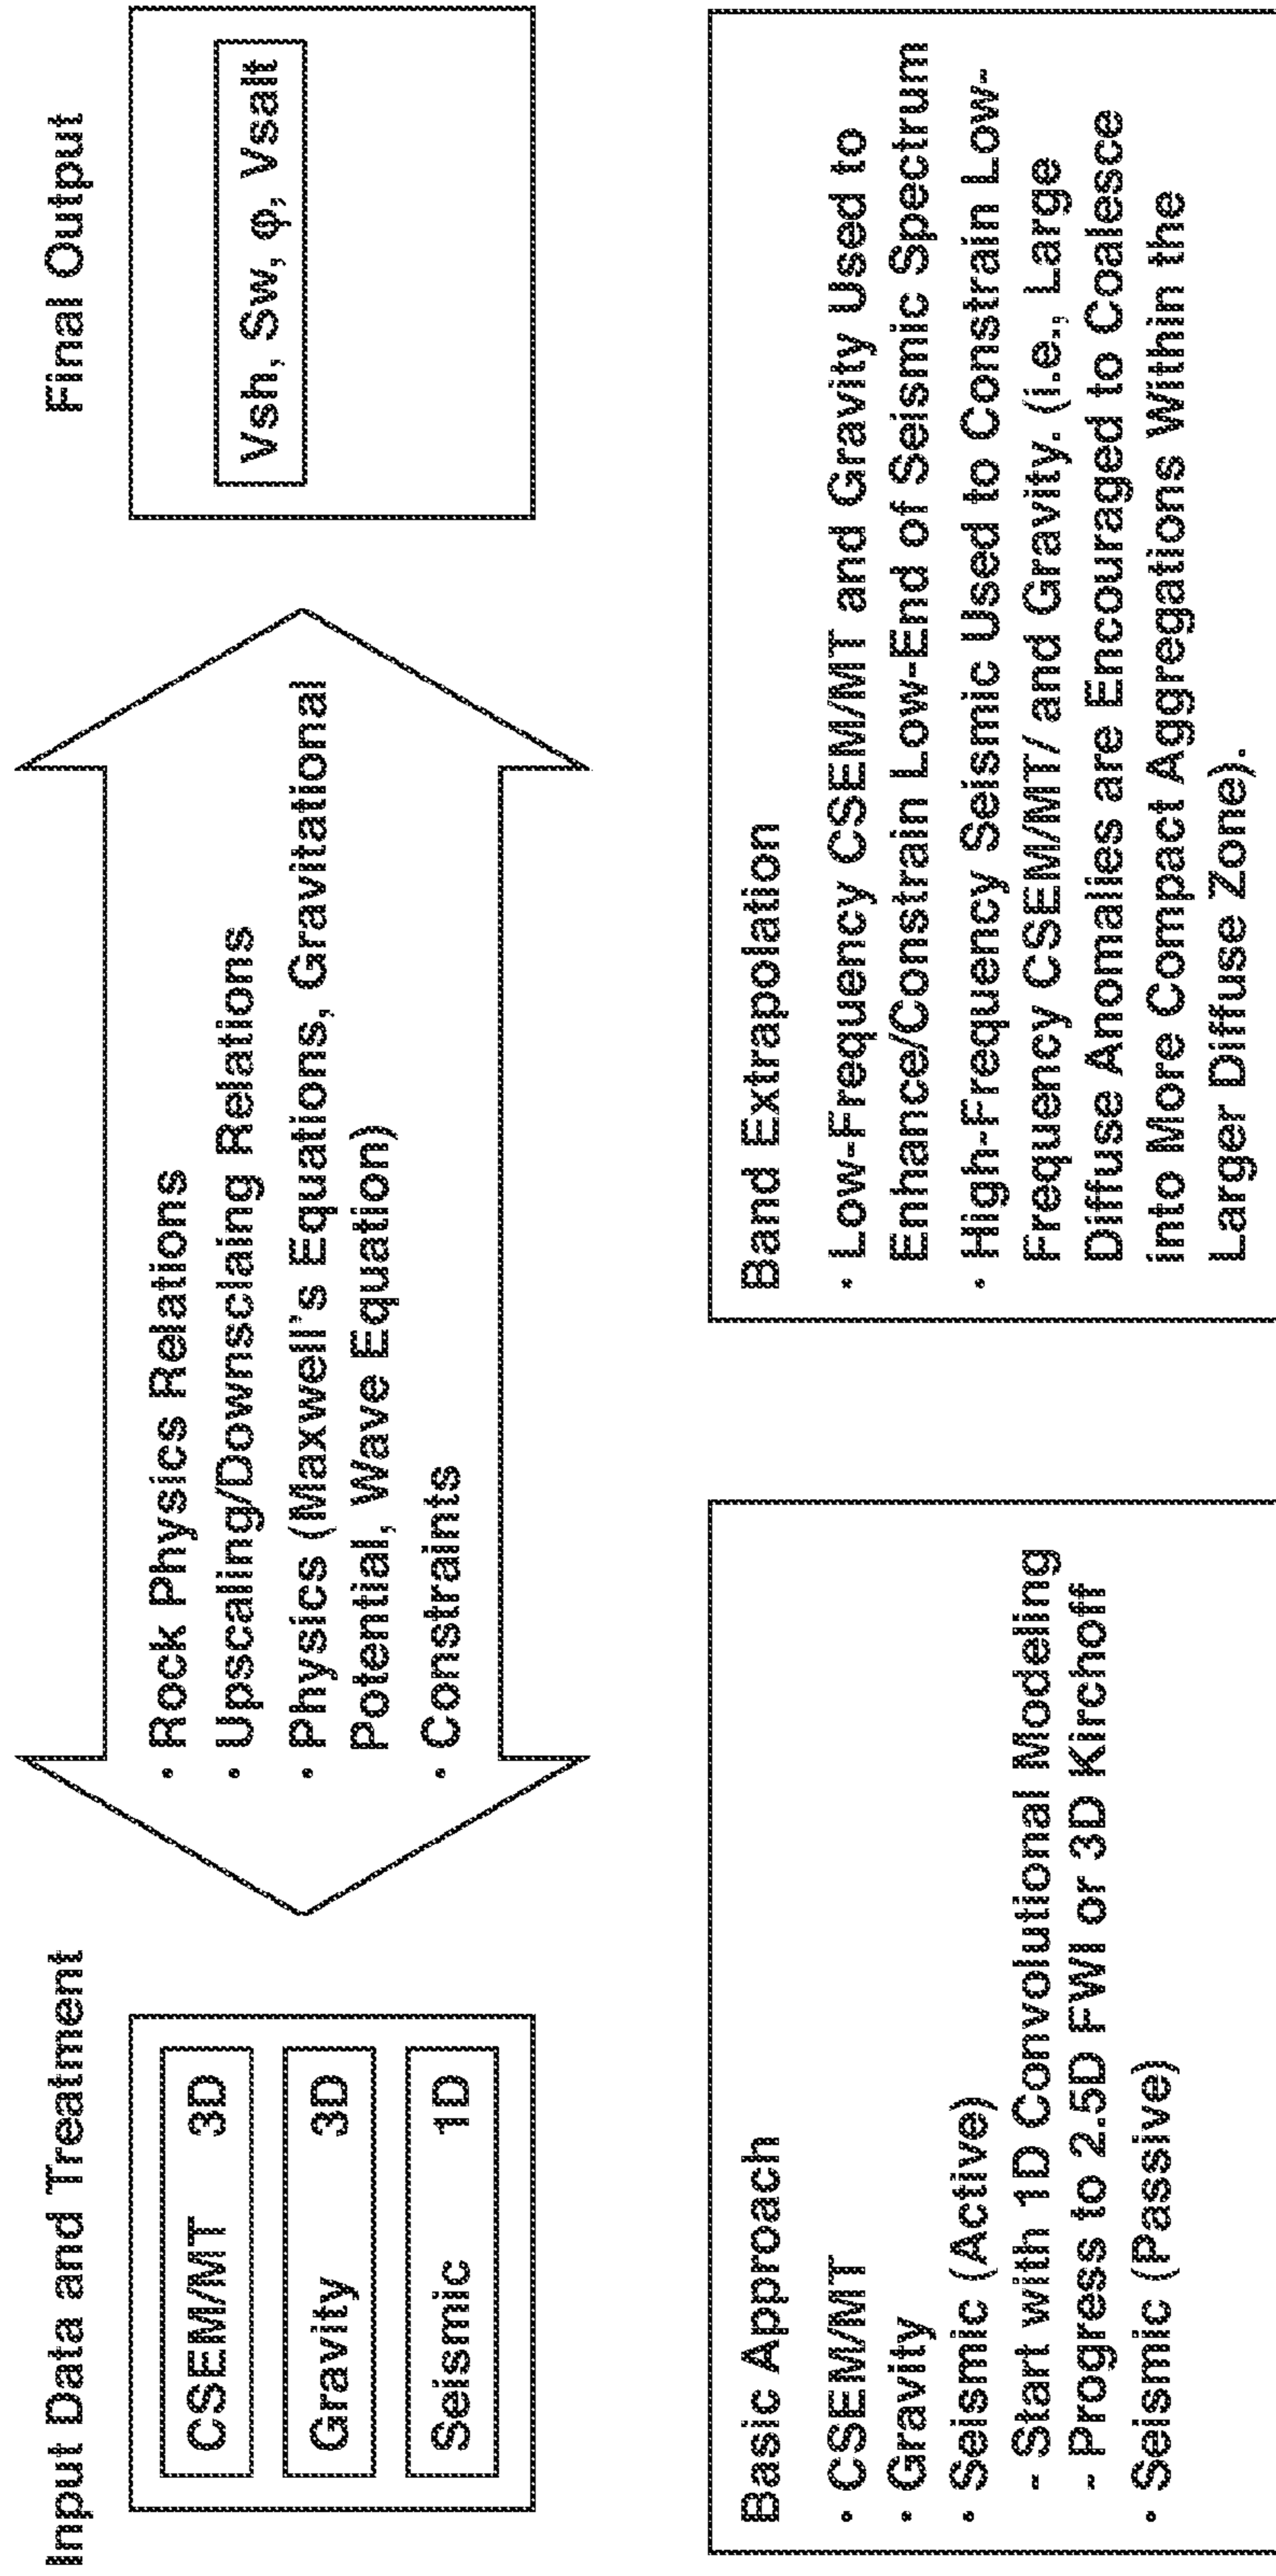 Input Data and Treatment
CSEM/MT 3D
Gravity 3D
Seismic 1D
• Rock Physics Relations
• Upscaling/Downsclaing Relations
• Physics (Maxwell's Equations, Gravitational
Potential, Wave Equation)
• Constraints
Final Output
Vsh, Sw, φ, Vsalt
Basic Approach
• CSEM/MT
• Gravity
• Seismic (Active)
- Start with 1D Convolutional Modeling
- Progress to 2.5D FWI or 3D Kirchoff
• Seismic (Passive)
Band Extrapolation
• Low-Frequency CSEM/MT and Gravity Used to
Enhance/Constrain Low-End of Seismic Spectrum
• High-Frequency Seismic Used to Constrain Low-
Frequency CSEM/MT/ and Gravity. (i.e., Large
Diffuse Anomalies are Encouraged to Coalesce
into More Compact Aggregations Within the
Larger Diffuse Zone).